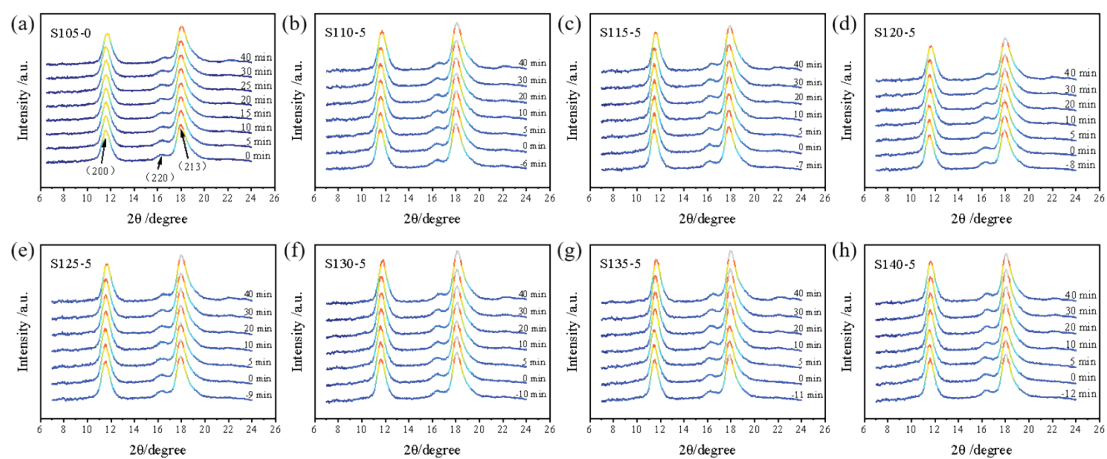 (a)
S105-0
Intensity /a.u.
40 min
30 min
25 min
20 min
15 min
10 min
5 min
0 min
(200)
(220)
(213)
6 8 10 12 14 16 18 20 22 24 26
2θ /degree
(b)
S110-5
Intensity /a.u.
40 min
30 min
20 min
10 min
5 min
0 min
-6 min
6 8 10 12 14 16 18 20 22 24 26
2θ /degree
(c)
S115-5
Intensity /a.u.
40 min
30 min
20 min
10 min
5 min
0 min
-7 min
6 8 10 12 14 16 18 20 22 24 26
2θ /degree
(d)
S120-5
Intensity /a.u.
40 min
30 min
20 min
10 min
5 min
0 min
-8 min
6 8 10 12 14 16 18 20 22 24 26
2θ /degree
(e)
S125-5
Intensity /a.u.
40 min
30 min
20 min
10 min
5 min
0 min
-9 min
6 8 10 12 14 16 18 20 22 24 26
2θ/degree
(f)
S130-5
Intensity /a.u.
40 min
30 min
20 min
10 min
5 min
0 min
-10 min
6 8 10 12 14 16 18 20 22 24 26
2θ/degree
(g)
S135-5
Intensity /a.u.
40 min
30 min
20 min
10 min
5 min
0 min
-11 min
6 8 10 12 14 16 18 20 22 24 26
2θ/degree
(h)
S140-5
Intensity /a.u.
40 min
30 min
20 min
10 min
5 min
0 min
-12 min
6 8 10 12 14 16 18 20 22 24 26
2θ/degree